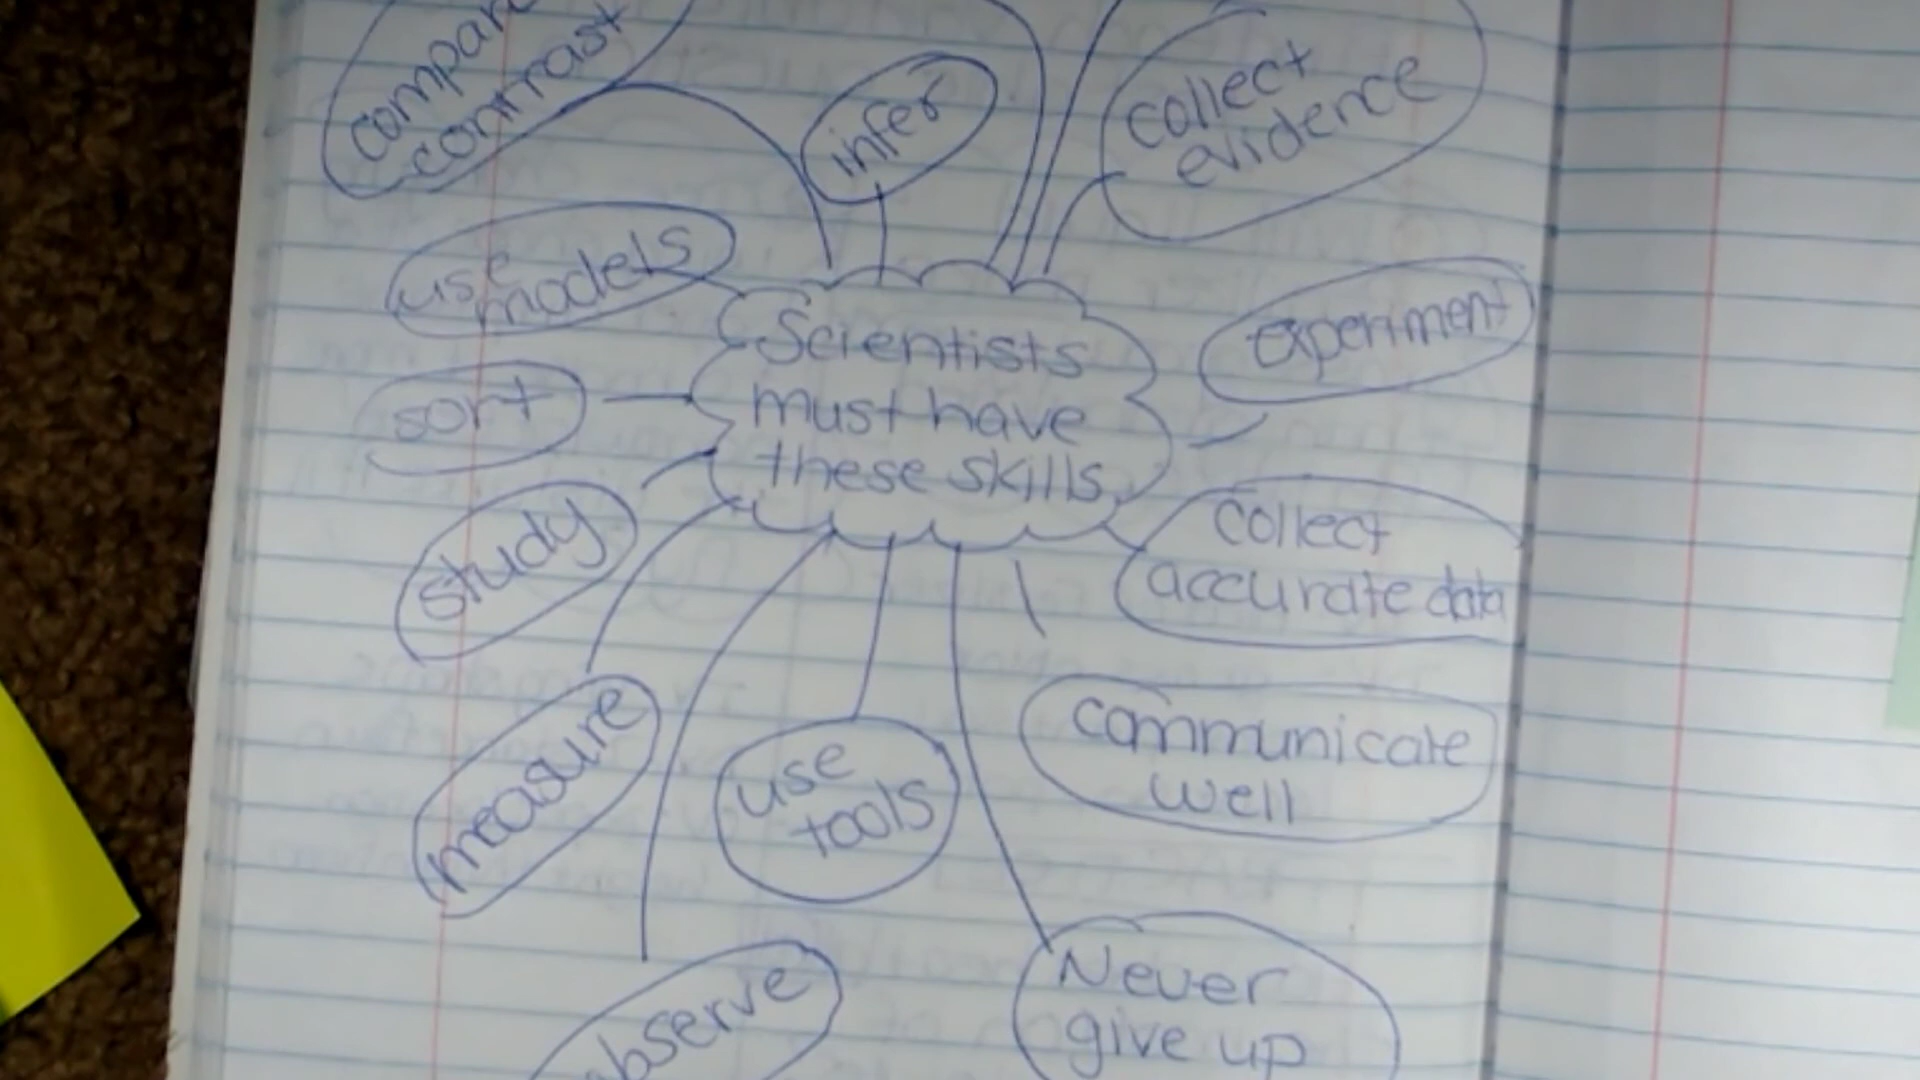 compare
contrast
infer
collect
evidence
use
models
Scientists
must have
these skills
experiment
sort
study
collect
accurate data
measure
use
tools
communicate
well
observe
Never
give up